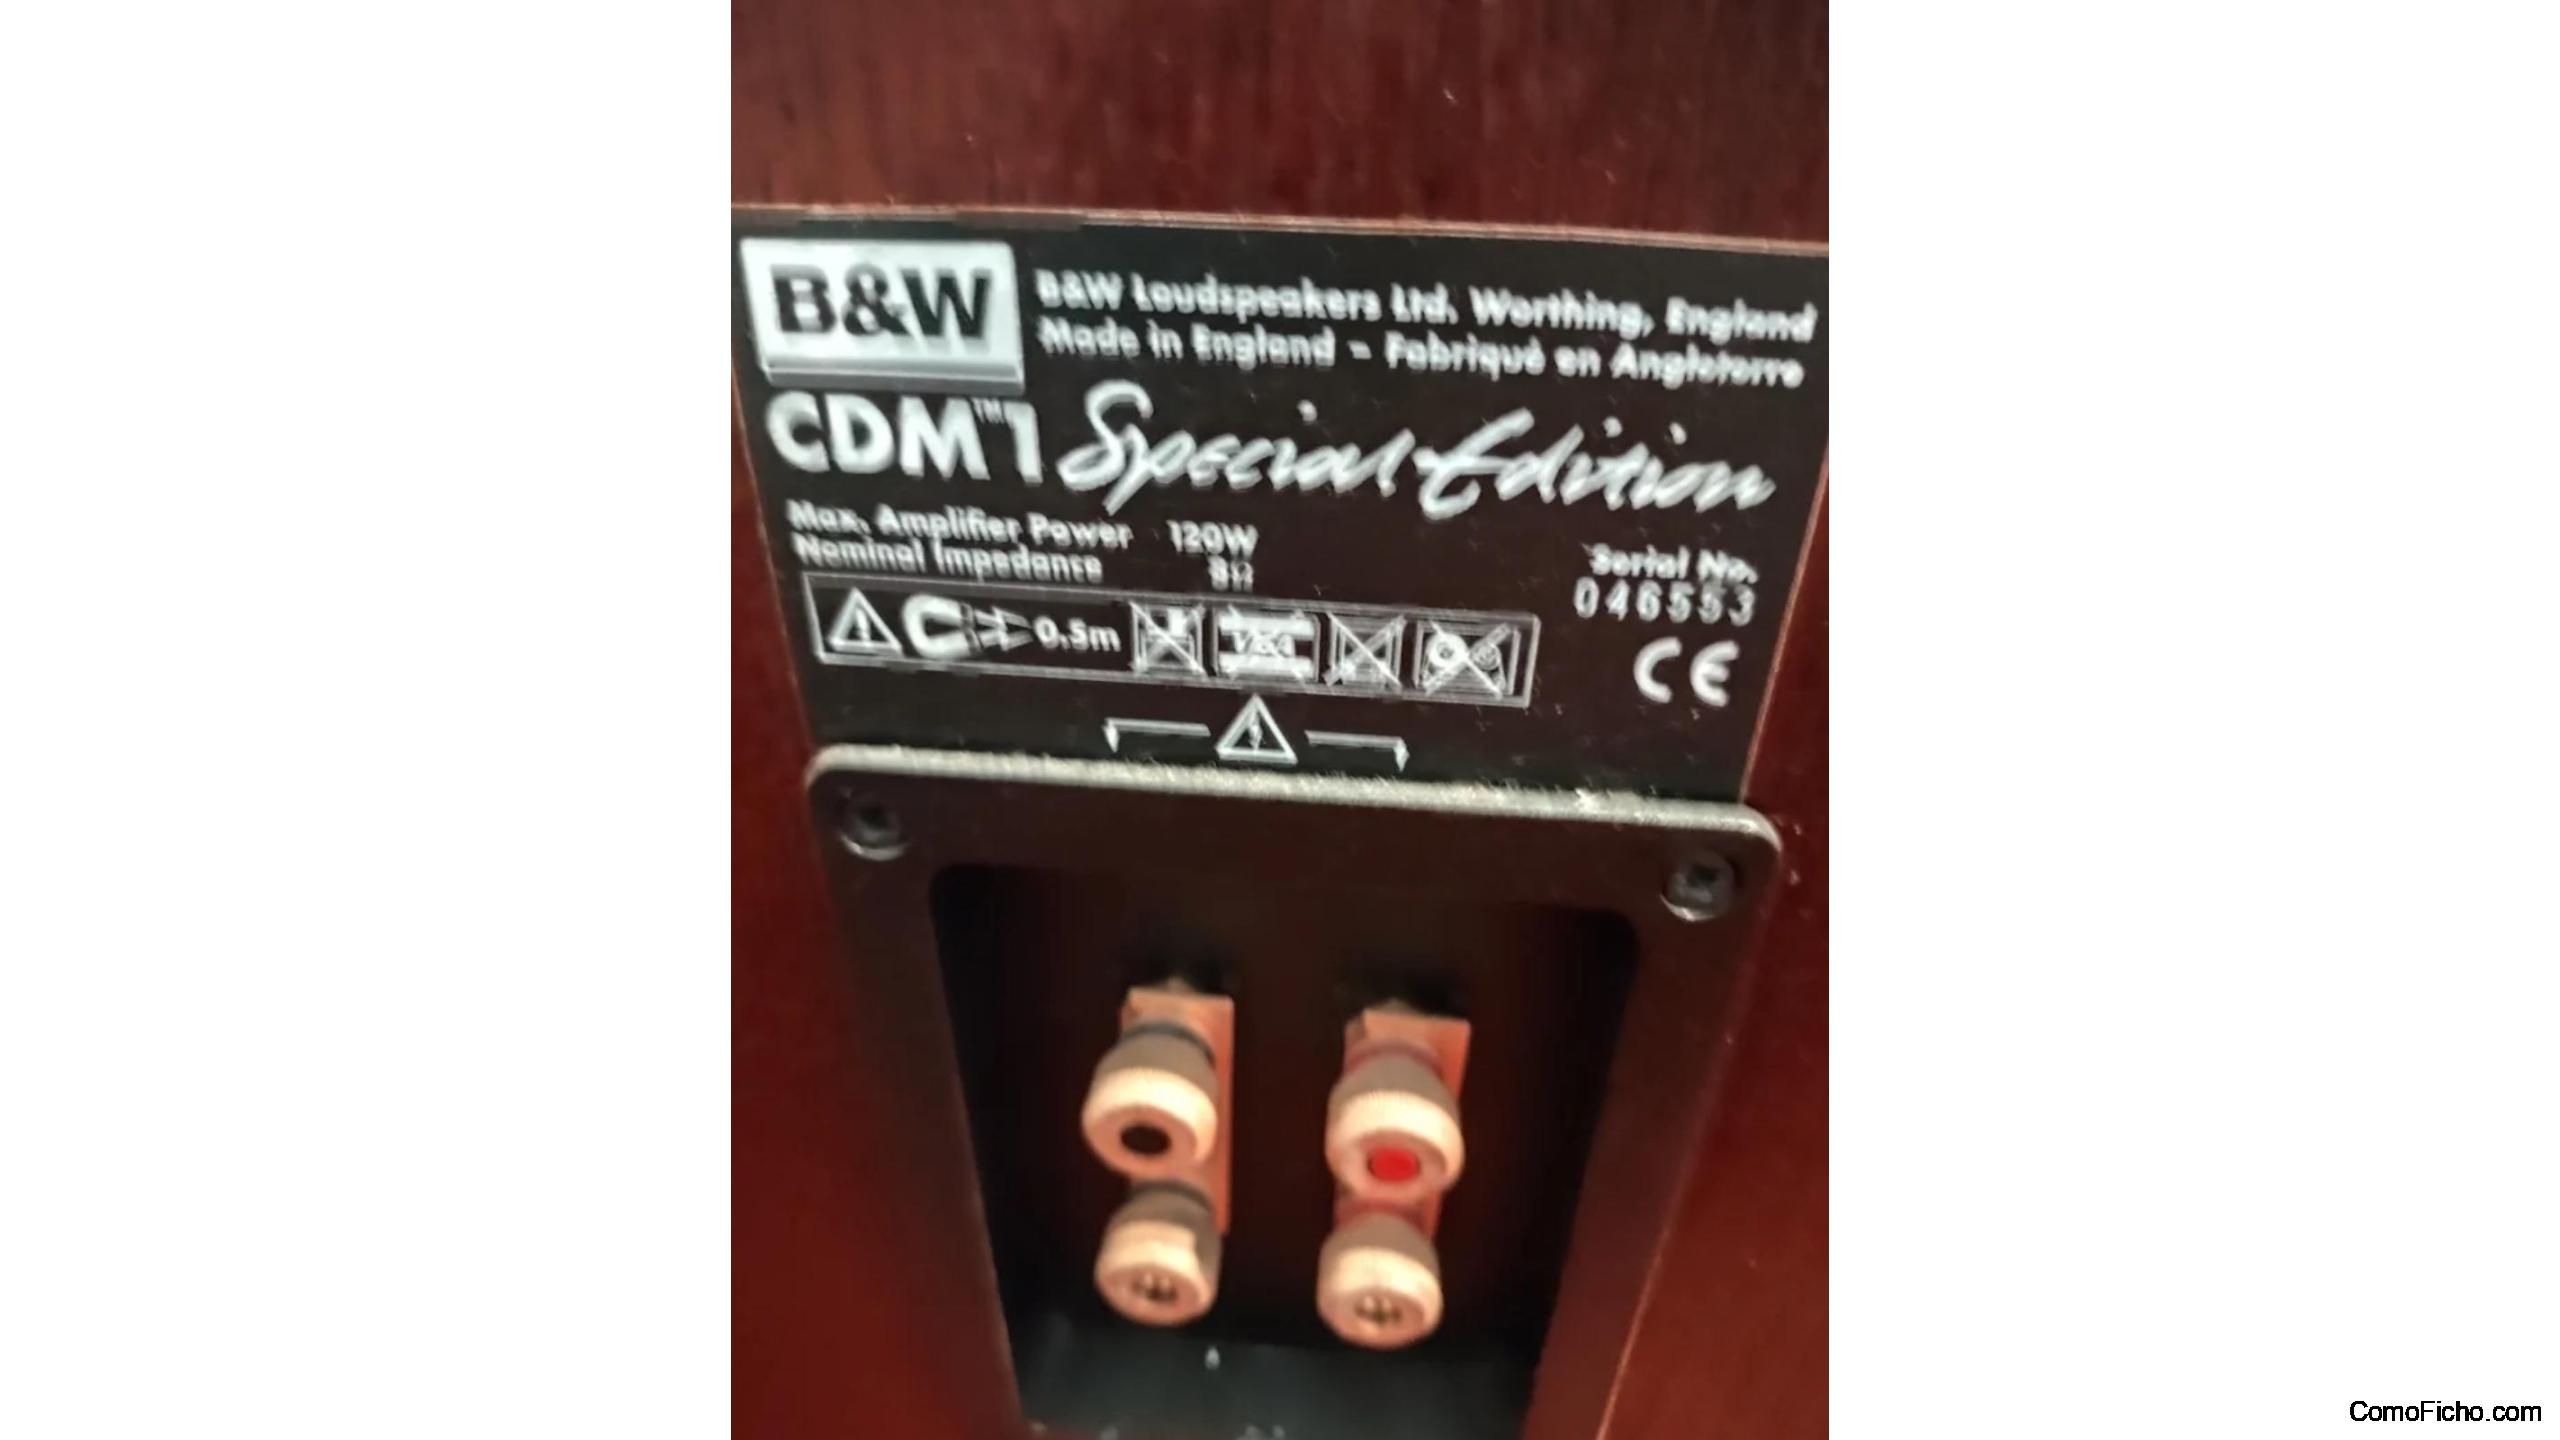 B&W
B&W Loudspeakers Ltd. Worthing, England
Made in England - Fabriqué en Angleterre
CDM™1 Special Edition
Max. Amplifier Power 120W
Nominal Impedance 8Ω
Serial No.
046553
0.5m
CE
ComoFicho.com